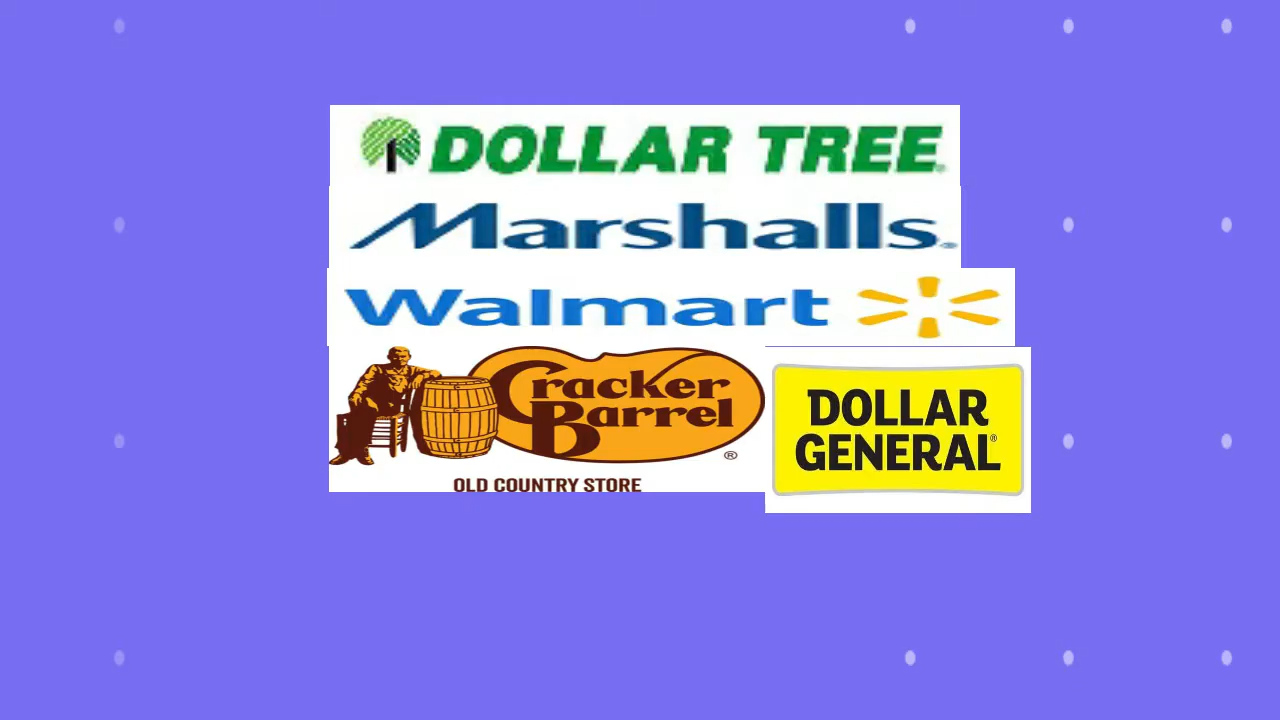 DOLLAR TREE
Marshalls®
Walmart
Cracker
Barrel
®
OLD COUNTRY STORE
DOLLAR
GENERAL®